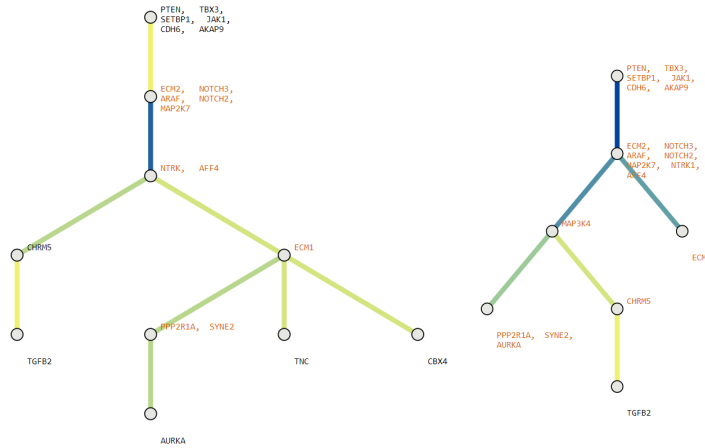 PTEN, TBX3,
SETBP1, JAK1,
CDH6, AKAP9
ECM2, NOTCH3,
ARAF, NOTCH2,
MAP2K7
NTRK, AFF4
CHRM5
ECM1
TGFB2
PPP2R1A, SYNE2
TNC
CBX4
AURKA
PTEN, TBX3,
SETBP1, JAK1,
CDH6, AKAP9
ECM2, NOTCH3,
ARAF, NOTCH2,
MAP2K7, NTRK1,
AFF4
MAP3K4
ECM
PPP2R1A, SYNE2,
AURKA
CHRM5
TGFB2